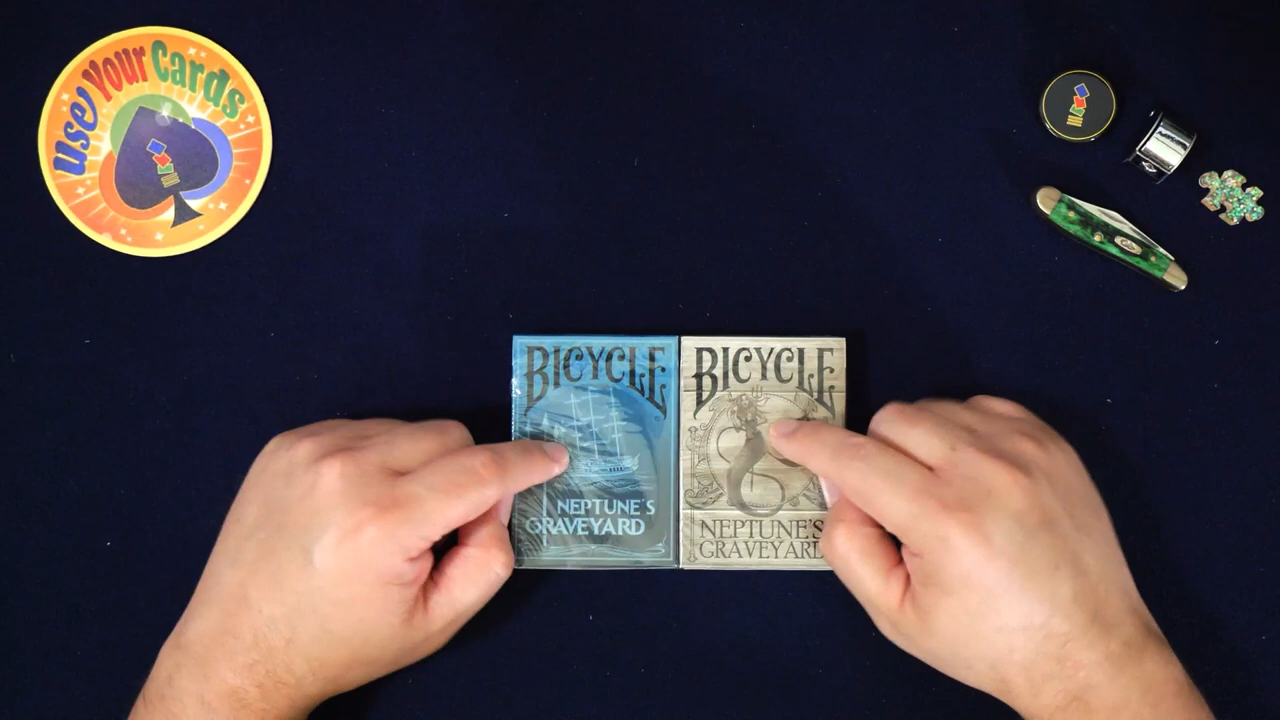 Use Your Cards
BICYCLE
NEPTUNE'S
GRAVEYARD
BICYCLE
NEPTUNE'S
GRAVEYARD